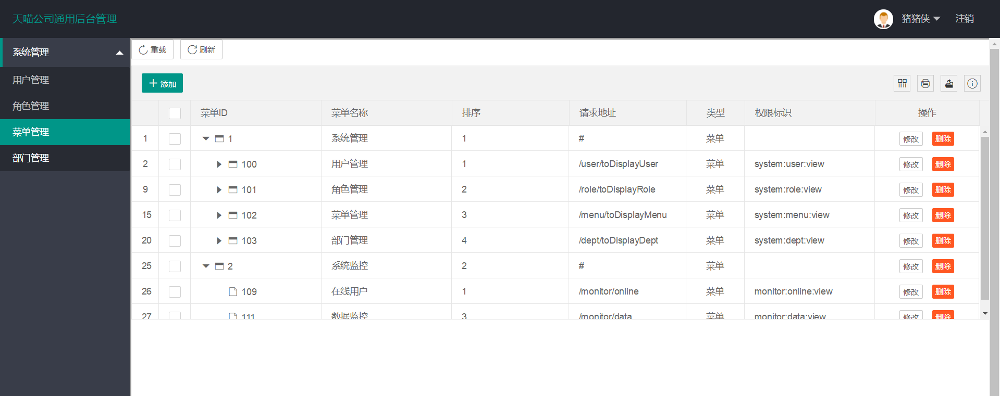 天喵公司通用后台管理
猪猪侠 注销
系统管理
用户管理
角色管理
菜单管理
部门管理
重载 刷新
添加
菜单ID 菜单名称 排序 请求地址 类型 权限标识 操作
1 1 系统管理 1 # 菜单 修改 删除
2 100 用户管理 1 /user/toDisplayUser 菜单 system:user:view 修改 删除
9 101 角色管理 2 /role/toDisplayRole 菜单 system:role:view 修改 删除
15 102 菜单管理 3 /menu/toDisplayMenu 菜单 system:menu:view 修改 删除
20 103 部门管理 4 /dept/toDisplayDept 菜单 system:dept:view 修改 删除
25 2 系统监控 2 # 菜单 修改 删除
26 109 在线用户 1 /monitor/online 菜单 monitor:online:view 修改 删除
27 111 数据监控 3 /monitor/data 菜单 monitor:data:view 修改 删除